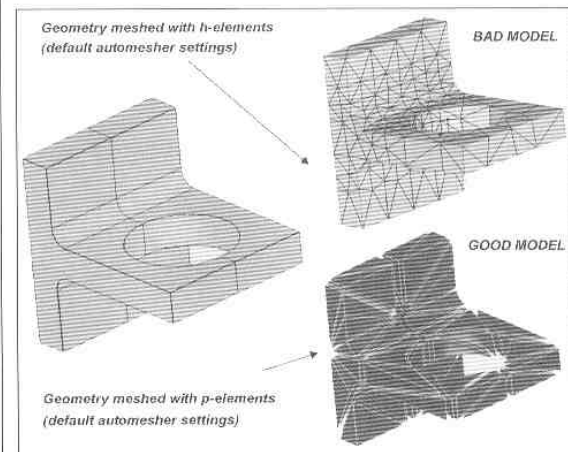 Geometry meshed with h-elements
(default automesher settings)
BAD MODEL
GOOD MODEL
Geometry meshed with p-elements
(default automesher settings)